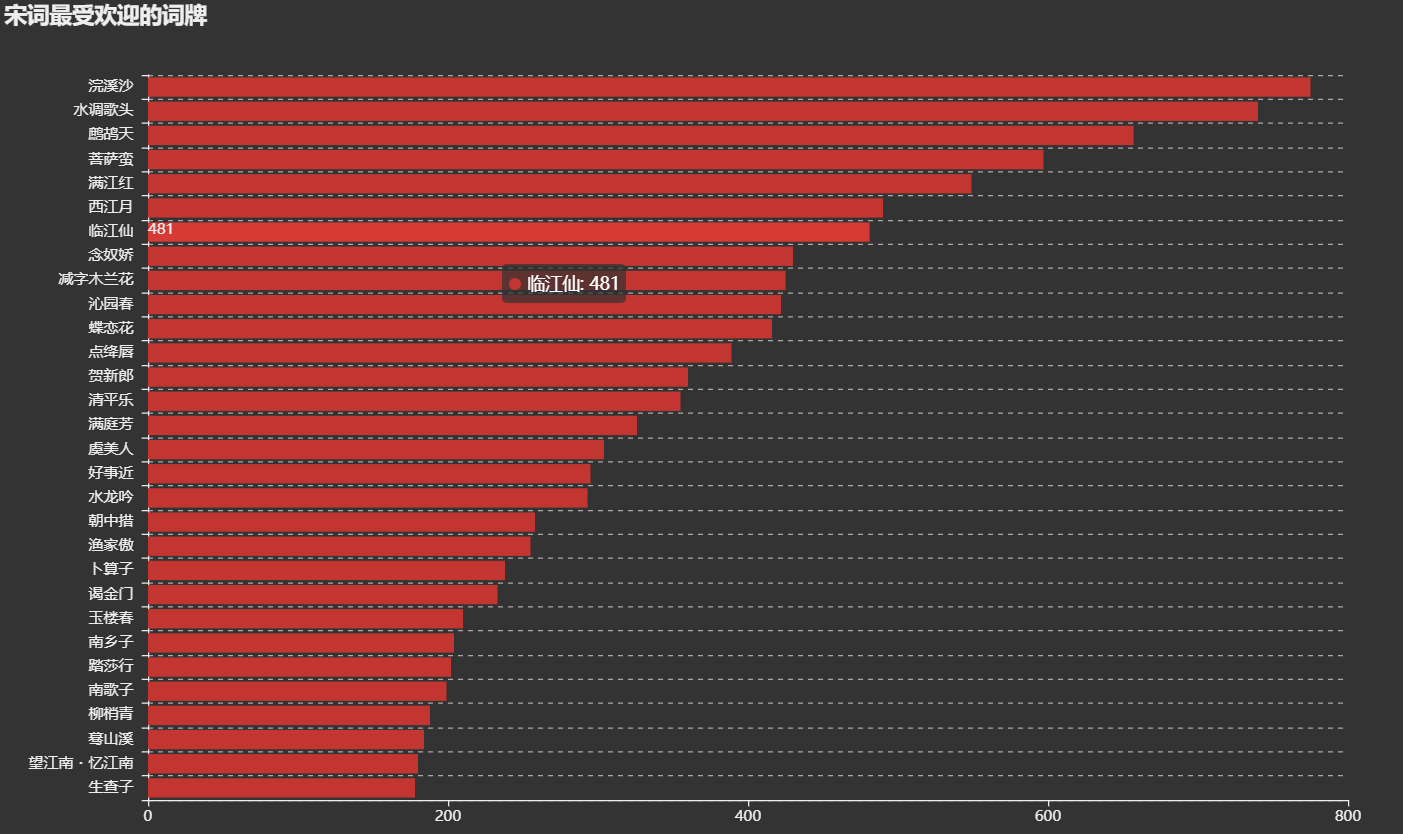 宋词最受欢迎的词牌
浣溪沙
水调歌头
鹧鸪天
菩萨蛮
满江红
西江月
临江仙 481
念奴娇
减字木兰花
临江仙: 481
沁园春
蝶恋花
点绛唇
贺新郎
清平乐
满庭芳
虞美人
好事近
水龙吟
朝中措
渔家傲
卜算子
谒金门
玉楼春
南乡子
踏莎行
南歌子
柳梢青
蓦山溪
望江南·忆江南
生查子
0 200 400 600 800